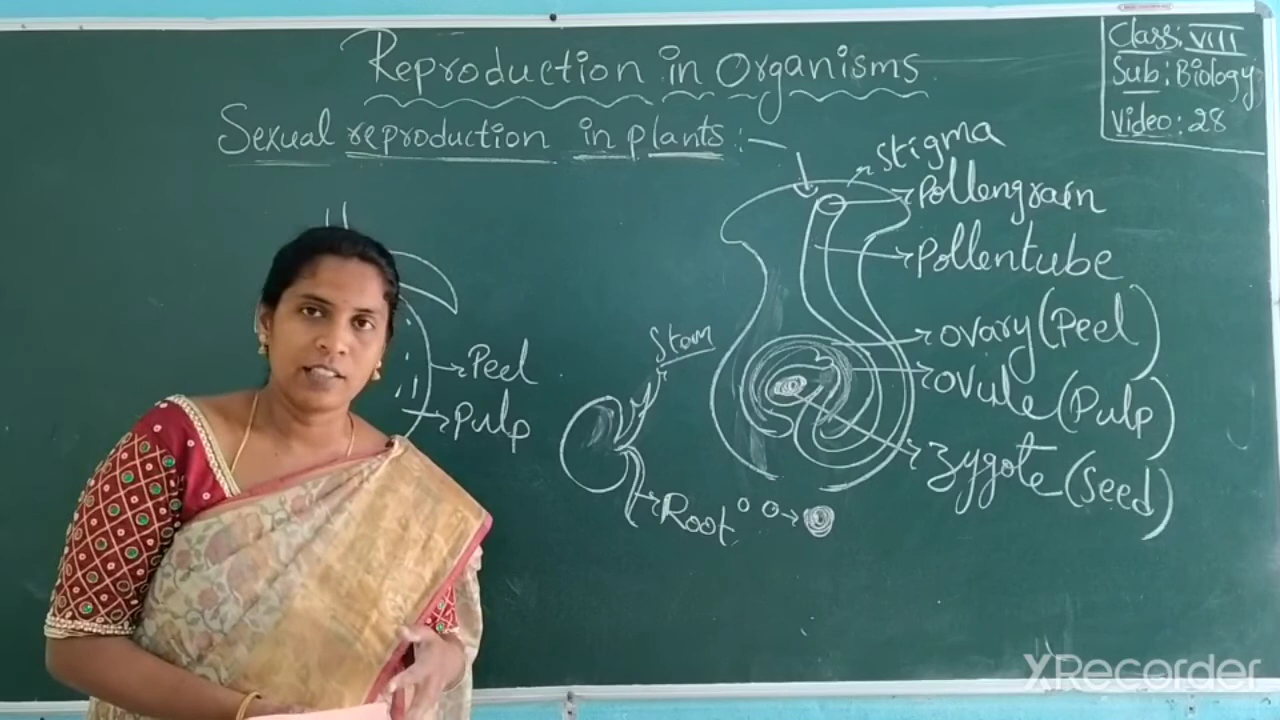 Reproduction in Organisms
Class: VIII
Sub: Biology
Video: 28
Sexual reproduction in plants:
Stigma
Pollengrain
Pollentube
Ovary (Peel)
Ovule (Pulp)
Zygote (Seed)
Peel
Pulp
Stem
Root
XRecorder